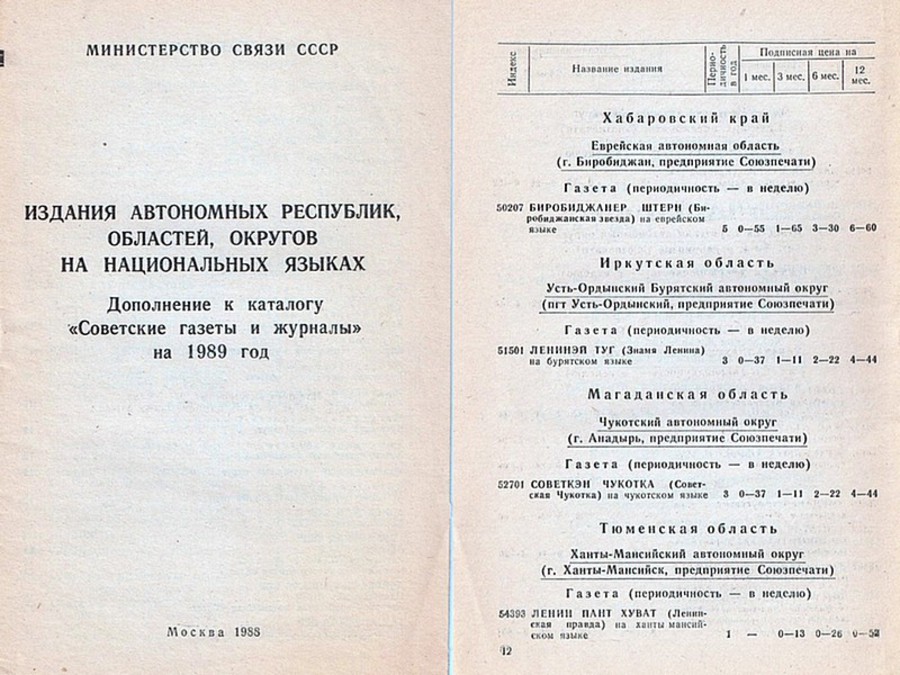 МИНИСТЕРСТВО СВЯЗИ СССР
ИЗДАНИЯ АВТОНОМНЫХ РЕСПУБЛИК,
ОБЛАСТЕЙ, ОКРУГОВ
НА НАЦИОНАЛЬНЫХ ЯЗЫКАХ
Дополнение к каталогу
«Советские газеты и журналы»
на 1989 год
Москва 1988
Индекс Название издания Перио-дичность в год Подписная цена на
1 мес. 3 мес. 6 мес. 12 мес.
Хабаровский край
Еврейская автономная область
(г. Биробиджан, предприятие Союзпечати)
Газета (периодичность — в неделю)
50207 БИРОБИДЖАНЕР ШТЕРН (Би-
робиджанская звезда) на еврейском
языке 5 0—55 1—65 3—30 6—60
Иркутская область
Усть-Ордынский Бурятский автономный округ
(пгт Усть-Ордынский, предприятие Союзпечати)
Газета (периодичность — в неделю)
51501 ЛЕНИНЭЙ ТУГ (Знамя Ленина)
на бурятском языке 3 0—37 1—11 2—22 4—44
Магаданская область
Чукотский автономный округ
(г. Анадырь, предприятие Союзпечати)
Газета (периодичность — в неделю)
52701 СОВЕТКЭН ЧУКОТКА (Совет-
ская Чукотка) на чукотском языке 3 0—37 1—11 2—22 4—44
Тюменская область
Ханты-Мансийский автономный округ
(г. Ханты-Мансийск, предприятие Союзпечати)
Газета (периодичность — в неделю)
54393 ЛЕНИН ПАНТ ХУВАТ (Ленин-
ская правда) на ханты мансий-
ском языке 1 — 0—13 0—26 0—52
12